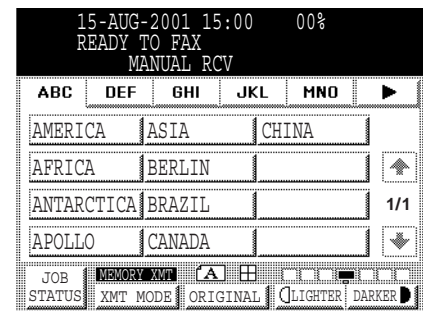 15-AUG-2001 15:00 00%
READY TO FAX
MANUAL RCV
ABC DEF GHI JKL MNO
AMERICA ASIA CHINA
AFRICA BERLIN
ANTARCTICA BRAZIL 1/1
APOLLO CANADA
JOB STATUS MEMORY XMT A
XMT MODE ORIGINAL LIGHTER DARKER